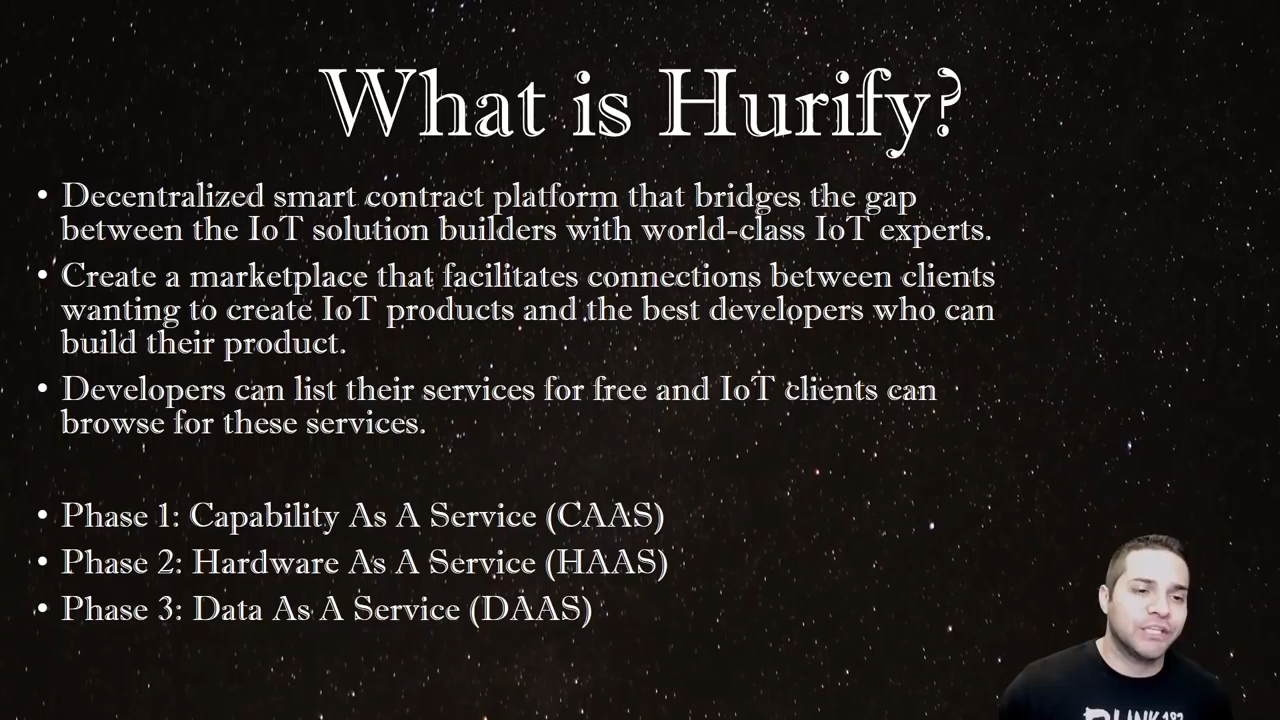 What is Hurify?
• Decentralized smart contract platform that bridges the gap
between the IoT solution builders with world-class IoT experts.
• Create a marketplace that facilitates connections between clients
wanting to create IoT products and the best developers who can
build their product.
• Developers can list their services for free and IoT clients can
browse for these services.
• Phase 1: Capability As A Service (CAAS)
• Phase 2: Hardware As A Service (HAAS)
• Phase 3: Data As A Service (DAAS)